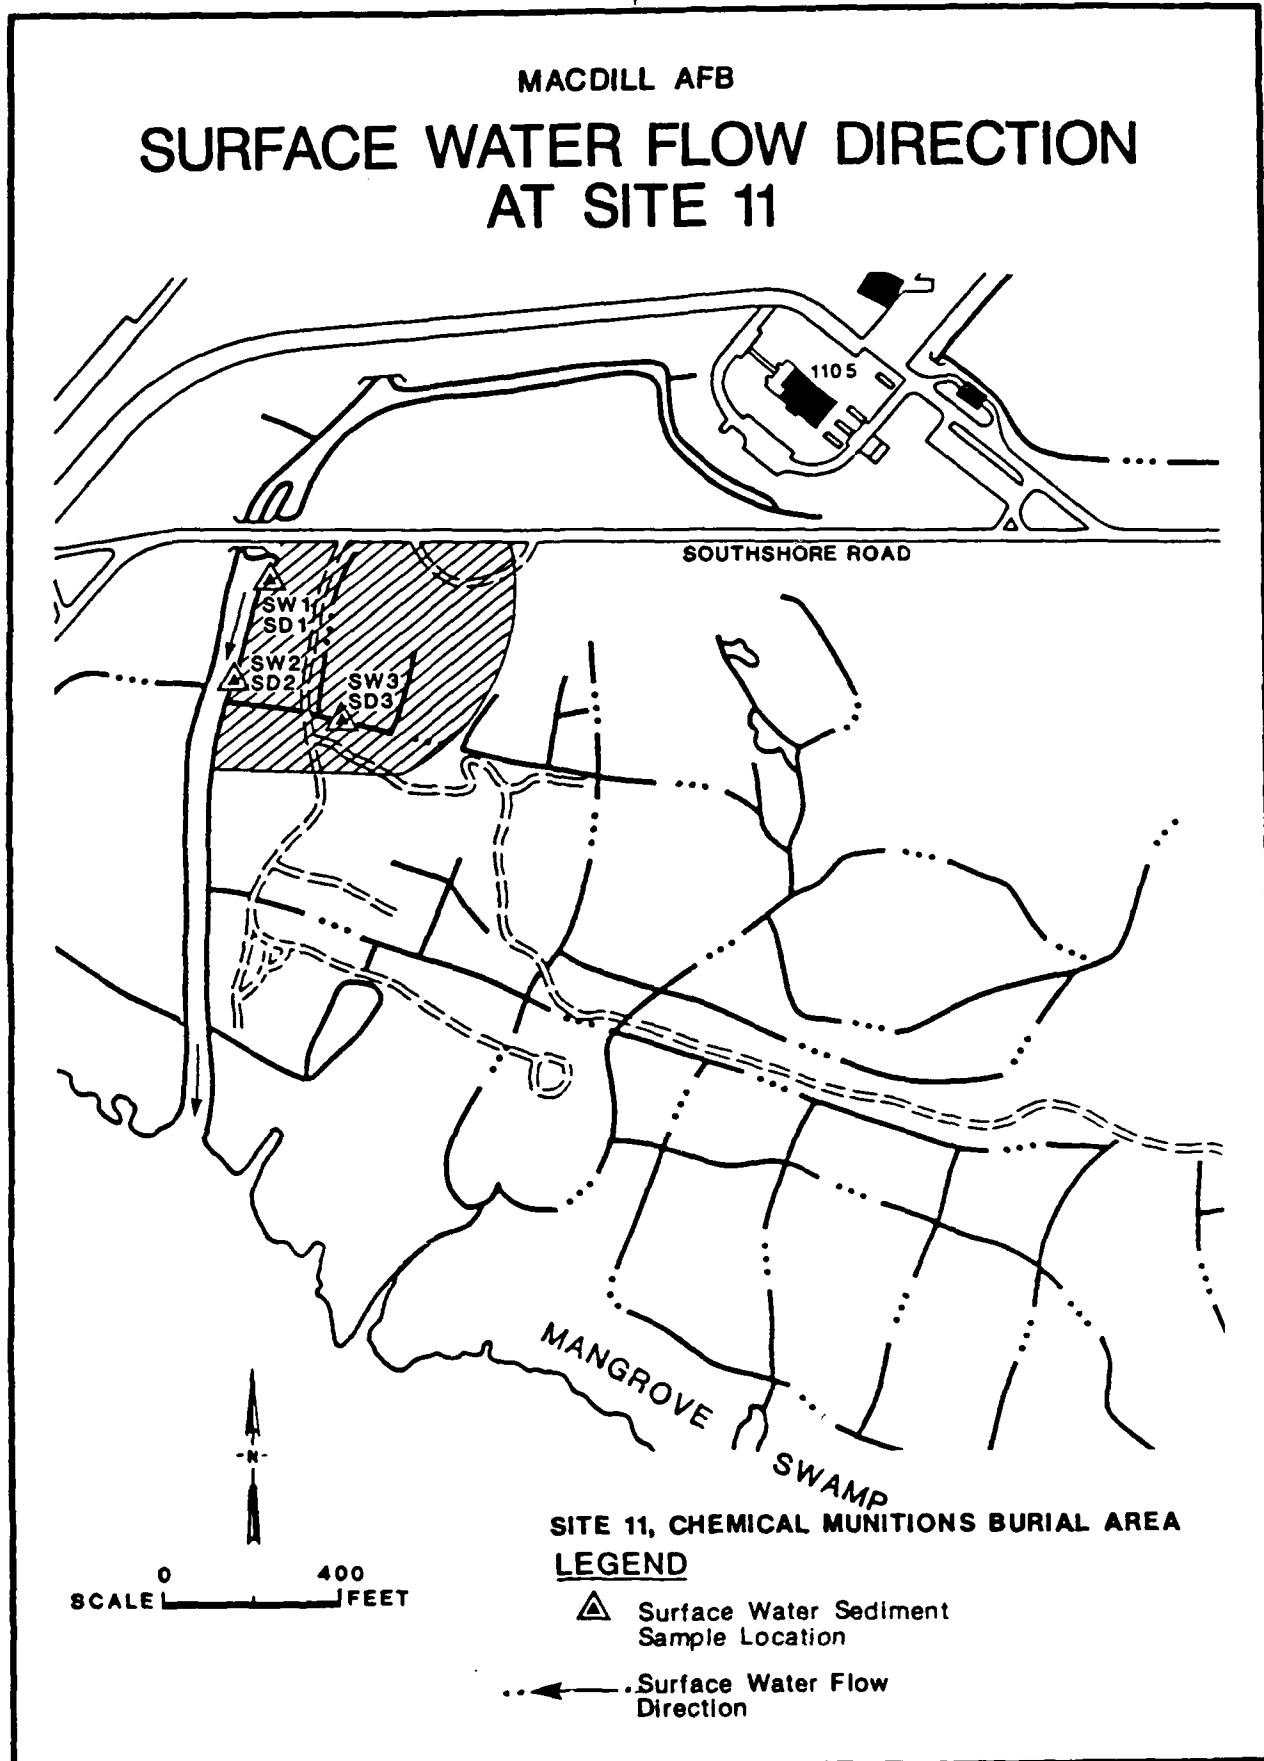 MACDILL AFB
SURFACE WATER FLOW DIRECTION
AT SITE 11
1105
SOUTHSHORE ROAD
SW1
SD1
SW2
SD2
SW3
SD3
MANGROVE
SWAMP
-N-
SITE 11, CHEMICAL MUNITIONS BURIAL AREA
LEGEND
0 400
SCALE FEET
Surface Water Sediment
Sample Location
Surface Water Flow
Direction